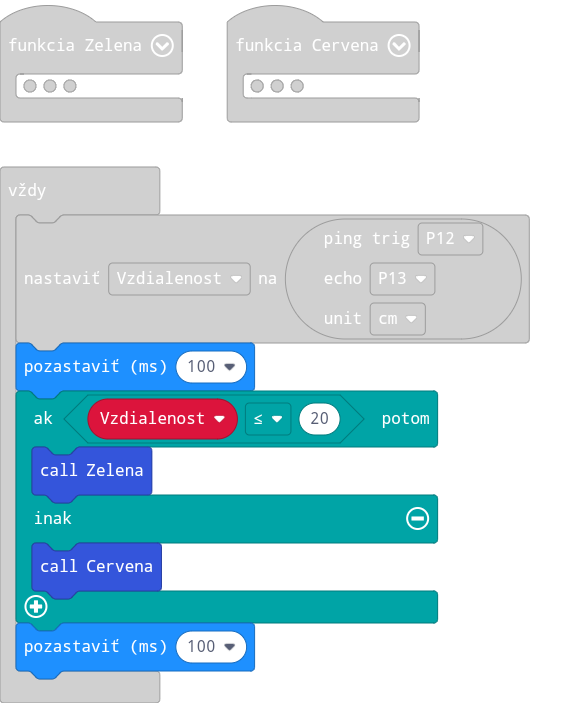 funkcia Zelena
funkcia Cervena
vždy
ping trig P12
nastaviť Vzdialenost na echo P13
unit cm
pozastaviť (ms) 100
ak Vzdialenost ≤ 20 potom
call Zelena
inak
call Cervena
pozastaviť (ms) 100